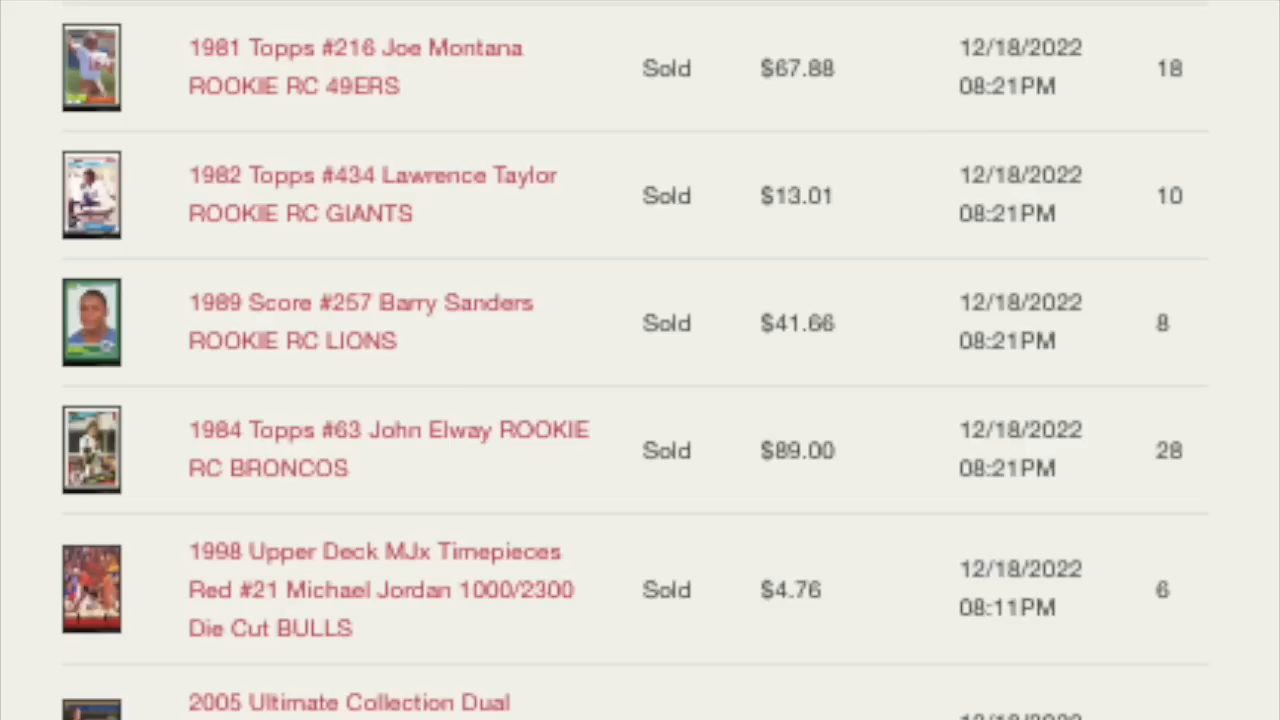 1981 Topps #216 Joe Montana
ROOKIE RC 49ERS
Sold
$67.88
12/18/2022
08:21PM
18
1982 Topps #434 Lawrence Taylor
ROOKIE RC GIANTS
Sold
$13.01
12/18/2022
08:21PM
10
1989 Score #257 Barry Sanders
ROOKIE RC LIONS
Sold
$41.66
12/18/2022
08:21PM
8
1984 Topps #63 John Elway ROOKIE
RC BRONCOS
Sold
$89.00
12/18/2022
08:21PM
28
1998 Upper Deck MJx Timepieces
Red #21 Michael Jordan 1000/2300
Die Cut BULLS
Sold
$4.76
12/18/2022
08:11PM
6
2005 Ultimate Collection Dual